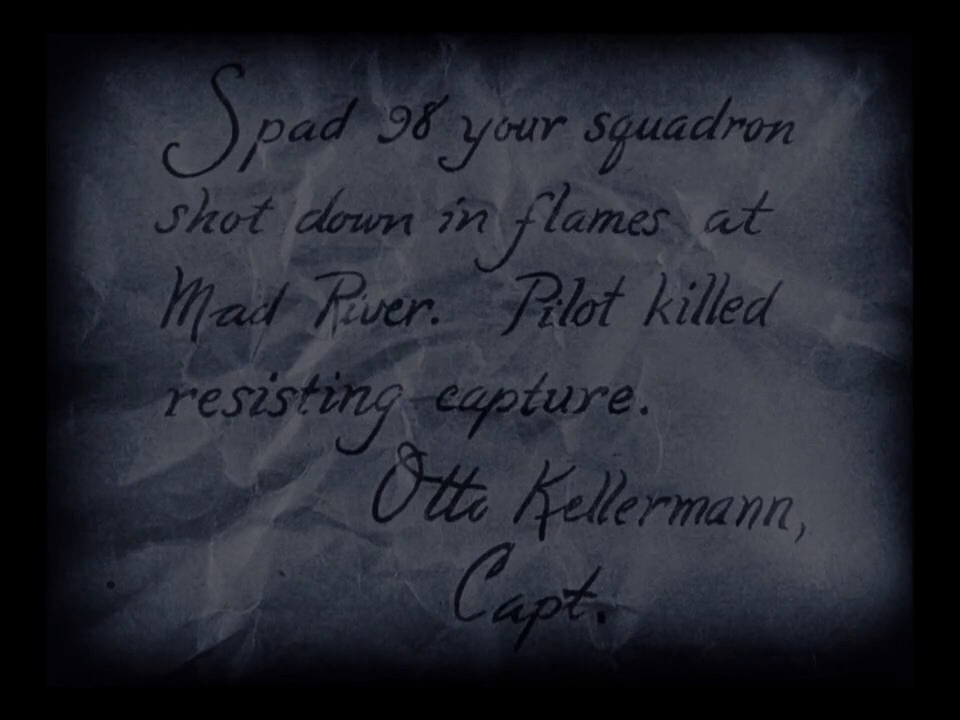 Spad 98 your squadron
shot down in flames at
Mad River. Pilot killed
resisting capture.
Otto Kellermann,
Capt.